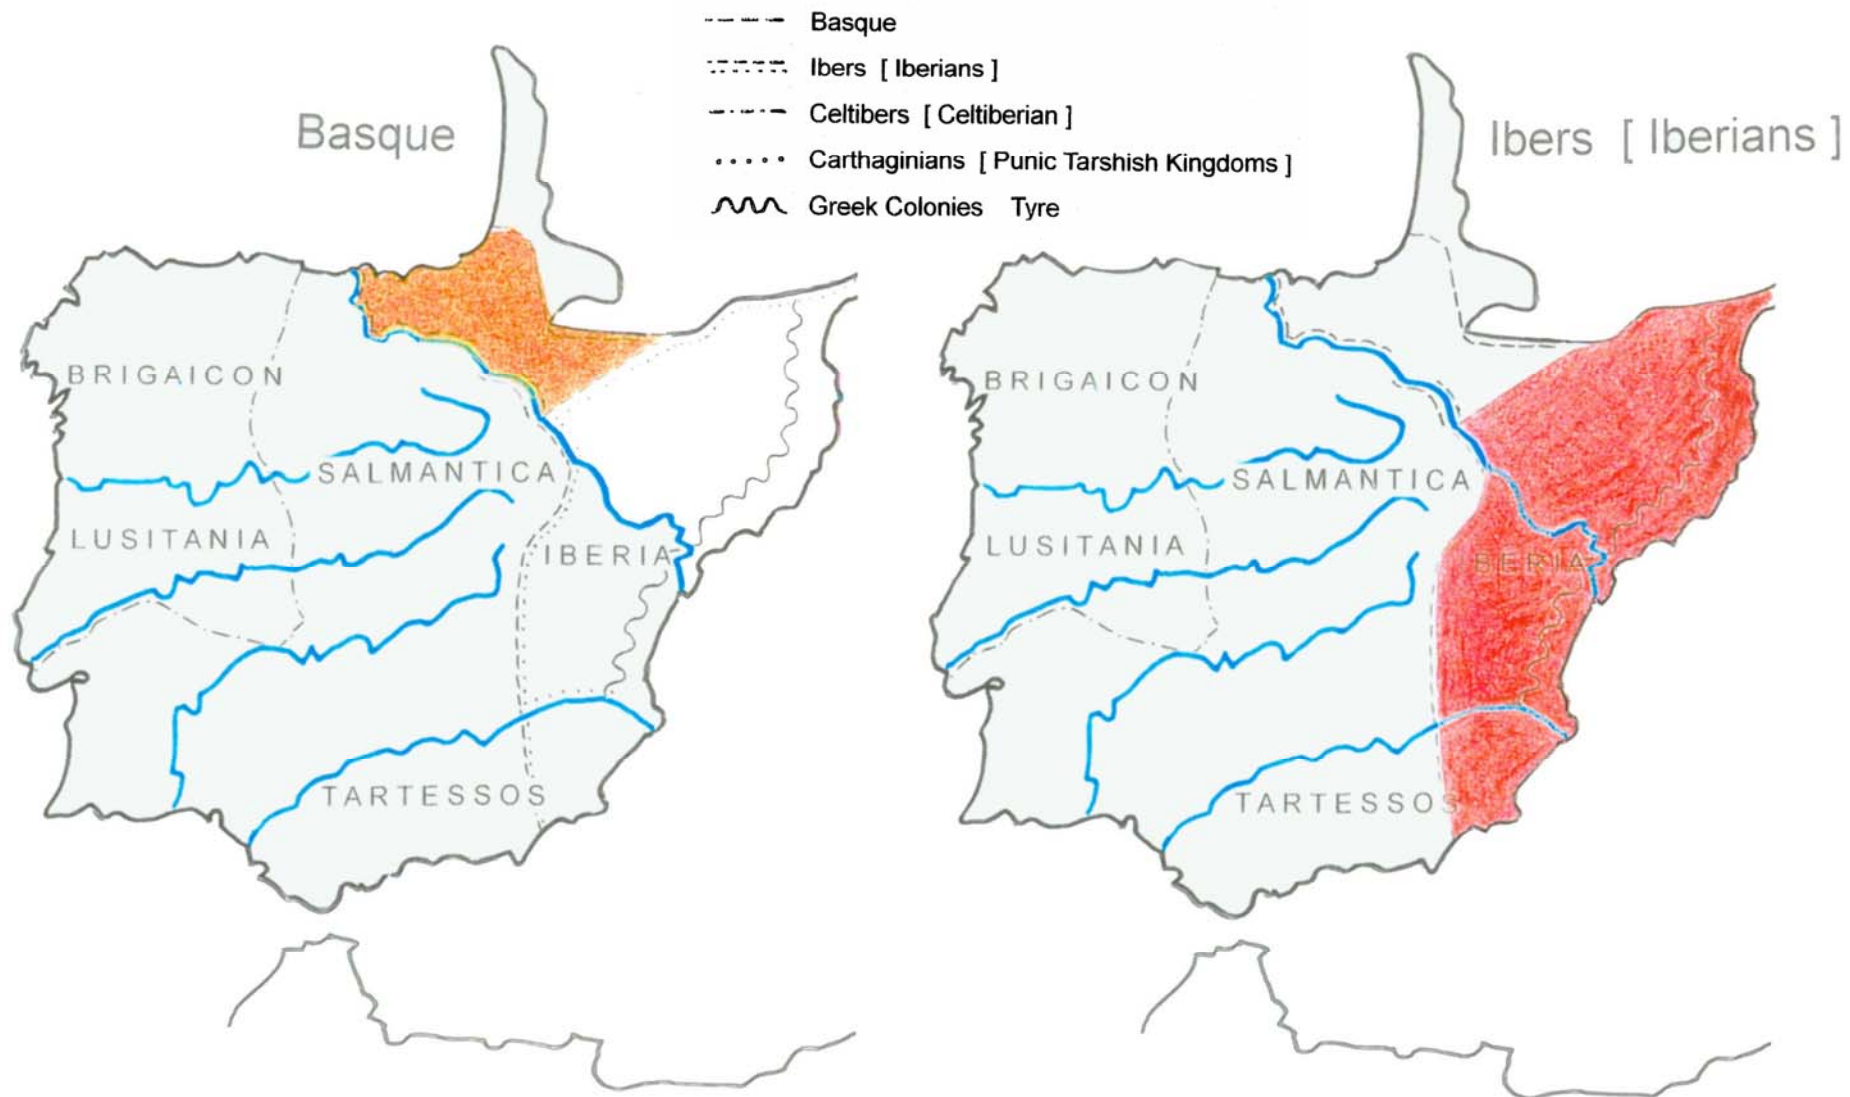 Basque
Ibers [ Iberians ]
Celtibers [ Celtiberian ]
Carthaginians [ Punic Tarshish Kingdoms ]
Greek Colonies Tyre
Basque
BRIGAICON
SALMANTICA
LUSITANIA
IBERIA
TARTESSOS
Ibers [ Iberians ]
BRIGAICON
SALMANTICA
LUSITANIA
BERIA
TARTESSOS